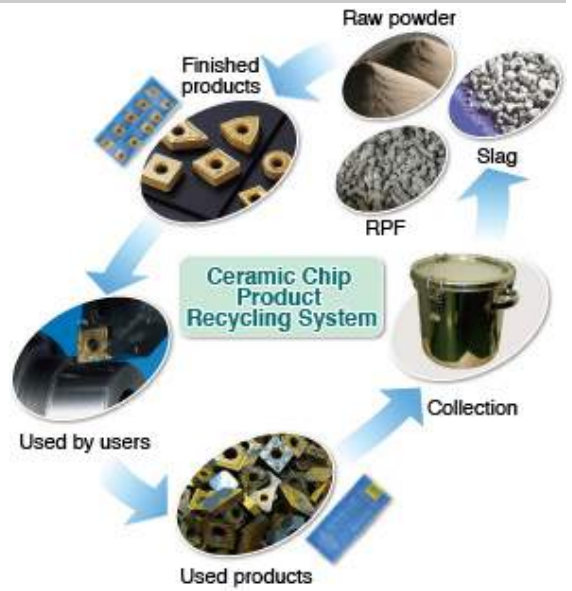 Raw powder
Finished
products
Slag
RPF
Ceramic Chip
Product
Recycling System
Collection
Used by users
Used products